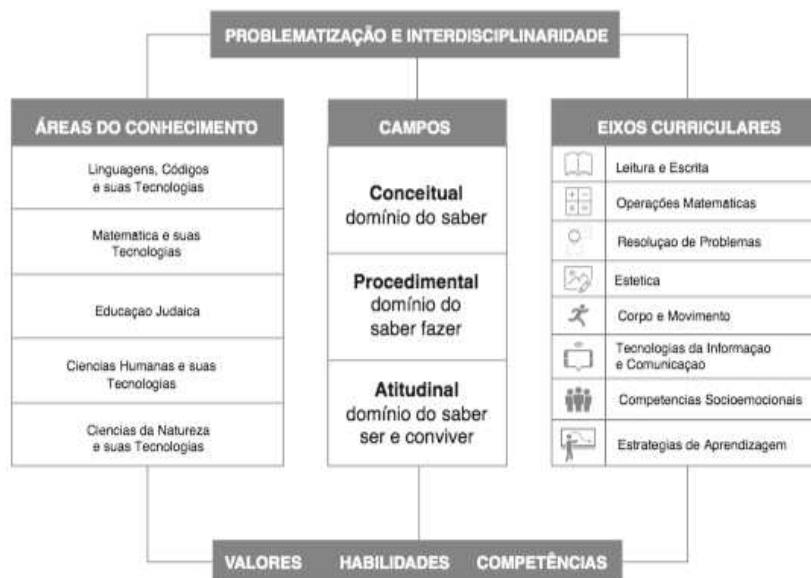 PROBLEMATIZAÇÃO E INTERDISCIPLINARIDADE
ÁREAS DO CONHECIMENTO
Linguagens, Códigos
e suas Tecnologias
Matematica e suas
Tecnologias
Educaçao Judaica
Ciencias Humanas e suas
Tecnologias
Ciencias da Natureza
e suas Tecnologias
CAMPOS
Conceitual
domínio do saber
Procedimental
domínio do
saber fazer
Atitudinal
domínio do saber
ser e conviver
EIXOS CURRICULARES
Leitura e Escrita
Operações Matematicas
Resoluçao de Problemas
Estetica
Corpo e Movimento
Tecnologias da Informaçao
e Comunicaçao
Competencias Socioemocionais
Estrategias de Aprendizagem
VALORES HABILIDADES COMPETÊNCIAS